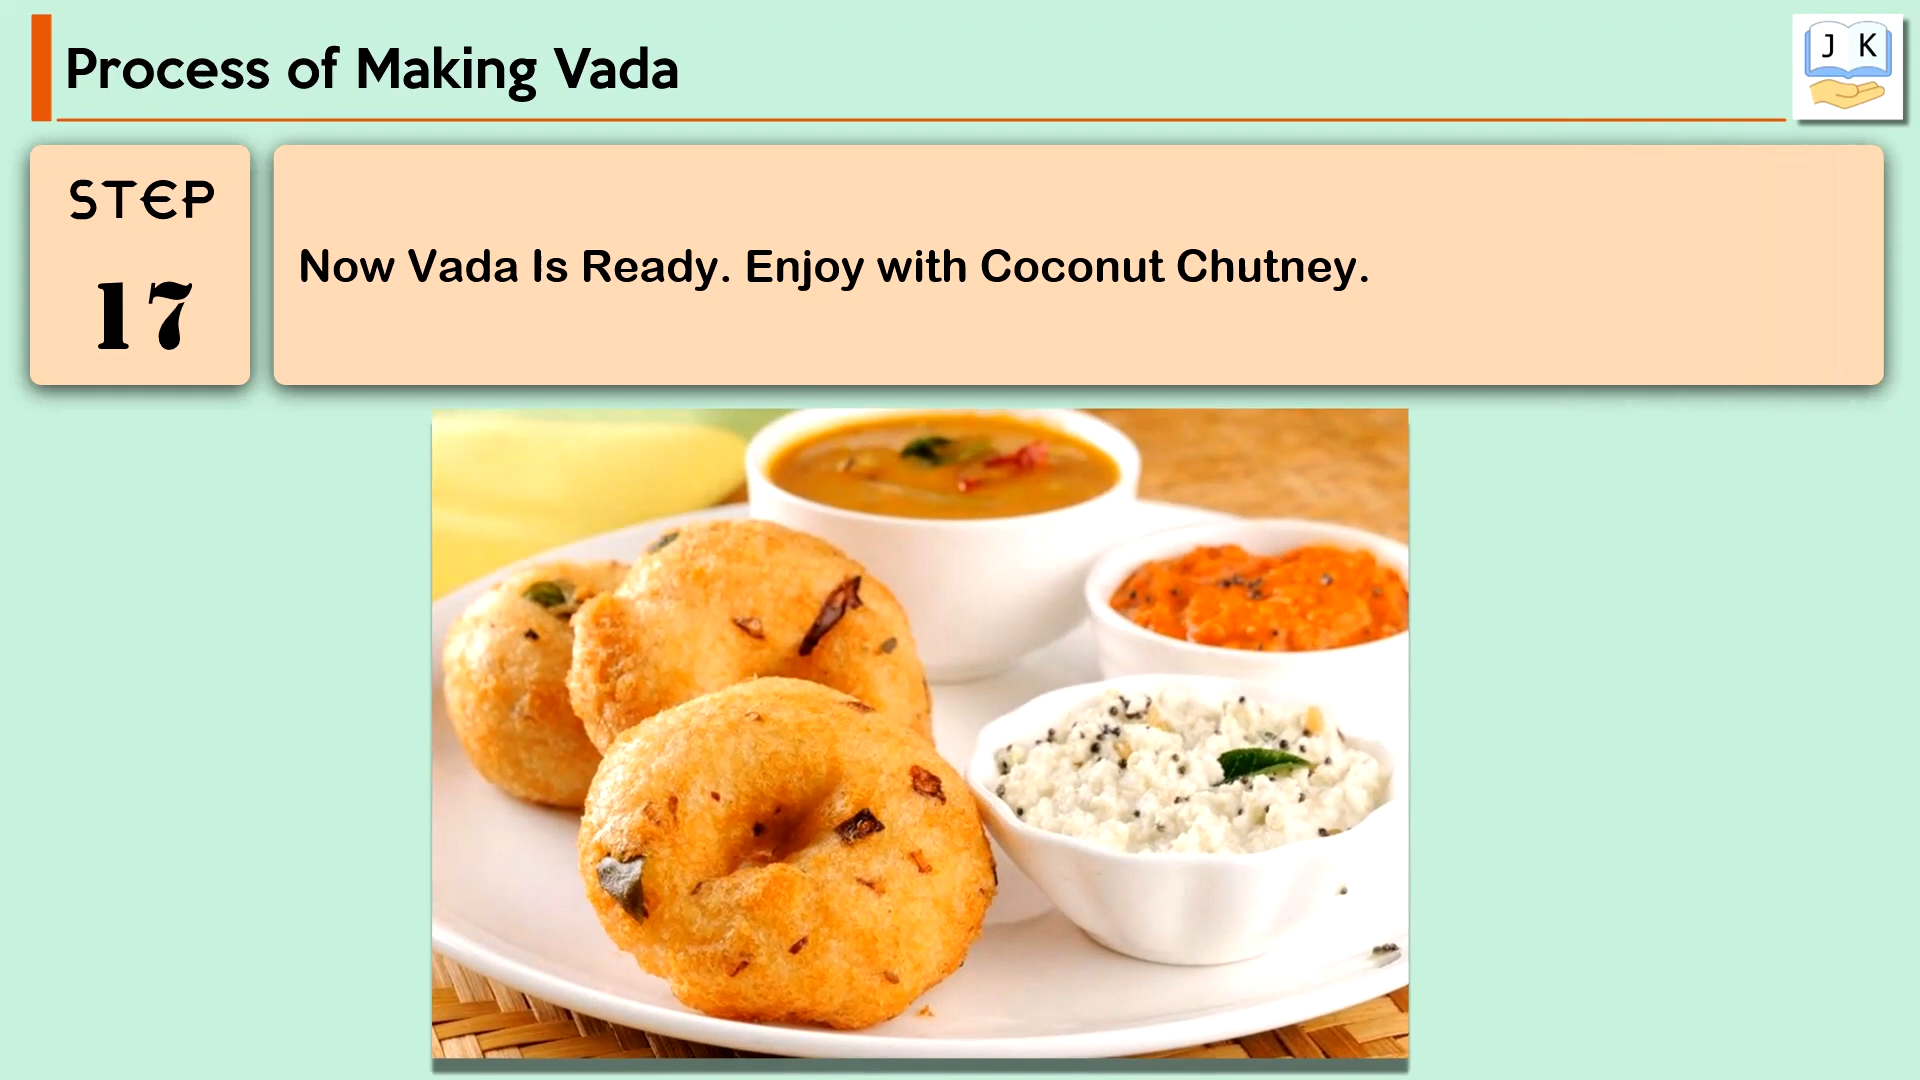 Process of Making Vada
J K
STEP
17
Now Vada Is Ready. Enjoy with Coconut Chutney.